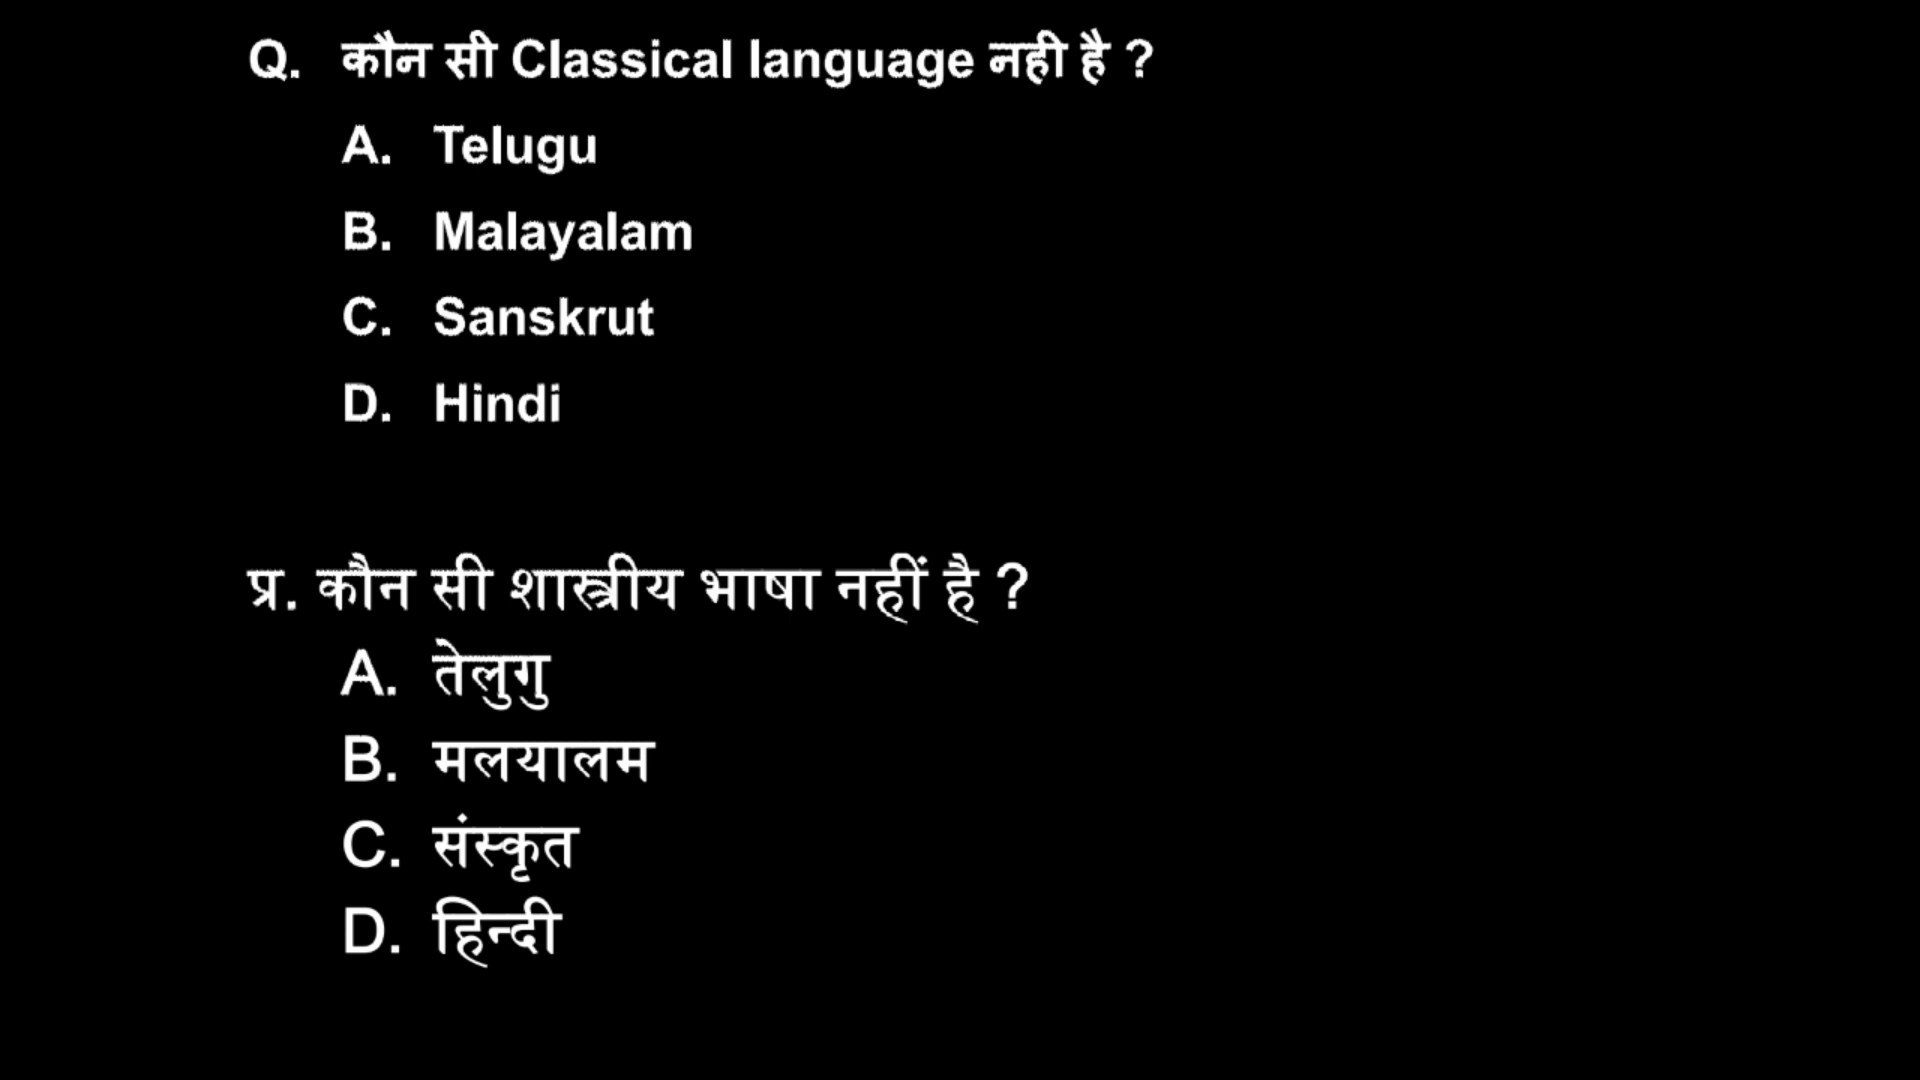 Q. कौन सी Classical language नही है ?
A. Telugu
B. Malayalam
C. Sanskrut
D. Hindi
प्र. कौन सी शास्त्रीय भाषा नहीं है ?
A. तेलुगु
B. मलयालम
C. संस्कृत
D. हिन्दी